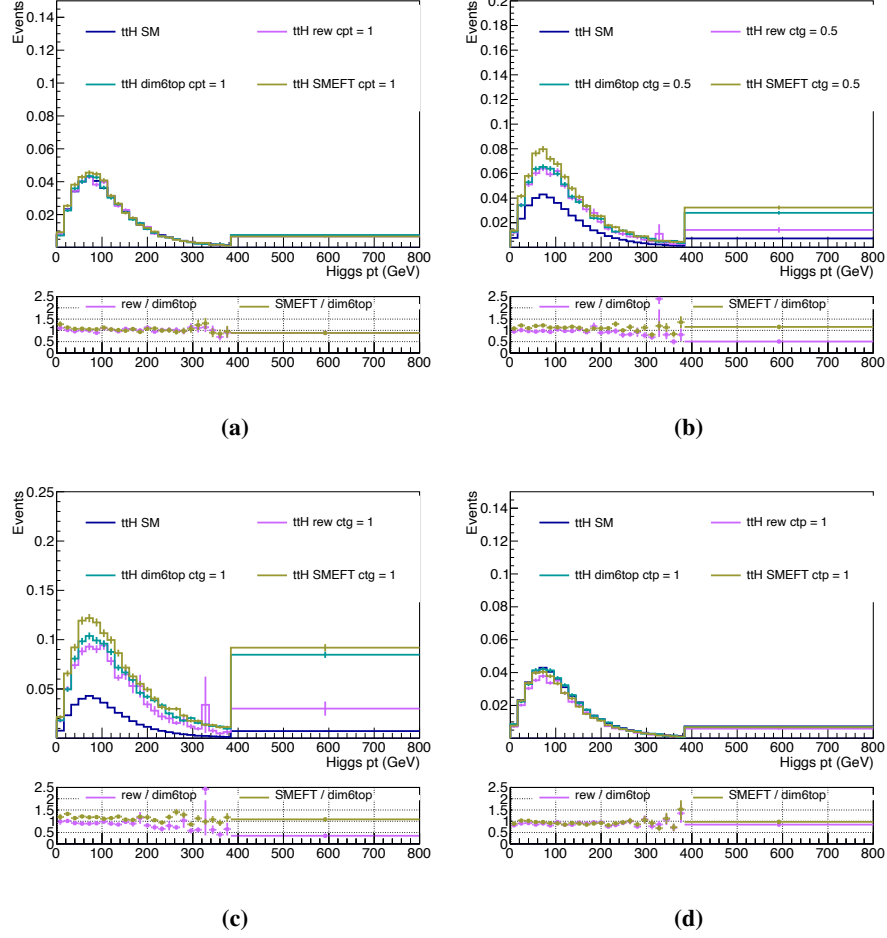 Events
0.14
0.12
0.1
0.08
0.06
0.04
0.02
ttH SM
ttH rew cpt = 1
ttH dim6top cpt = 1
ttH SMEFT cpt = 1
0 100 200 300 400 500 600 700 800
Higgs pt (GeV)
2.5
2
1.5
1
0.5
0
rew / dim6top
SMEFT / dim6top
0 100 200 300 400 500 600 700 800
(a)
Events
0.2
0.18
0.16
0.14
0.12
0.1
0.08
0.06
0.04
0.02
ttH SM
ttH rew ctg = 0.5
ttH dim6top ctg = 0.5
ttH SMEFT ctg = 0.5
0 100 200 300 400 500 600 700 800
Higgs pt (GeV)
2.5
2
1.5
1
0.5
0
rew / dim6top
SMEFT / dim6top
0 100 200 300 400 500 600 700 800
(b)
Events
0.25
0.2
0.15
0.1
0.05
ttH SM
ttH rew ctg = 1
ttH dim6top ctg = 1
ttH SMEFT ctg = 1
0 100 200 300 400 500 600 700 800
Higgs pt (GeV)
2.5
2
1.5
1
0.5
0
rew / dim6top
SMEFT / dim6top
0 100 200 300 400 500 600 700 800
(c)
Events
0.14
0.12
0.1
0.08
0.06
0.04
0.02
ttH SM
ttH rew ctp = 1
ttH dim6top ctp = 1
ttH SMEFT ctp = 1
0 100 200 300 400 500 600 700 800
Higgs pt (GeV)
2.5
2
1.5
1
0.5
0
rew / dim6top
SMEFT / dim6top
0 100 200 300 400 500 600 700 800
(d)